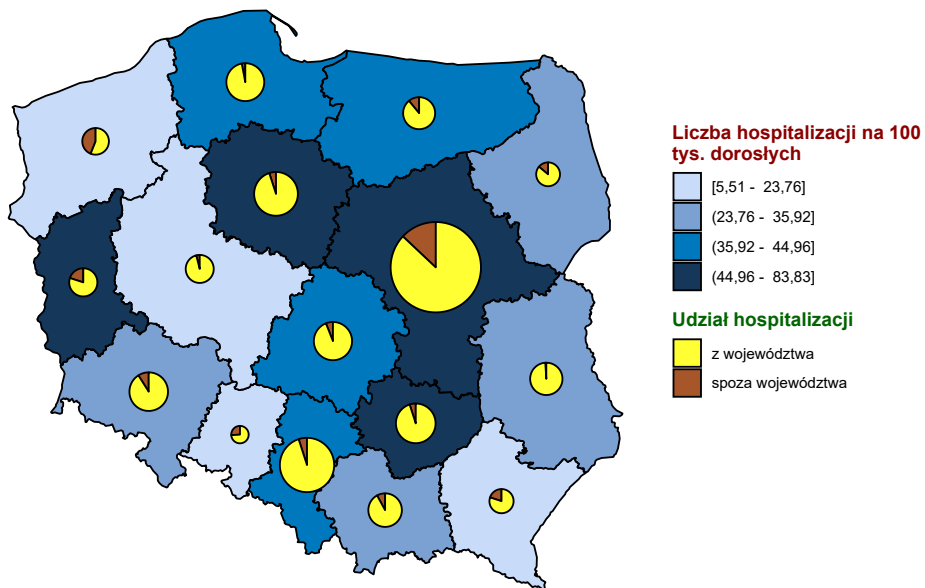 Liczba hospitalizacji na 100
tys. dorosłych
[5,51 - 23,76]
(23,76 - 35,92]
(35,92 - 44,96]
(44,96 - 83,83]
Udział hospitalizacji
z województwa
spoza województwa